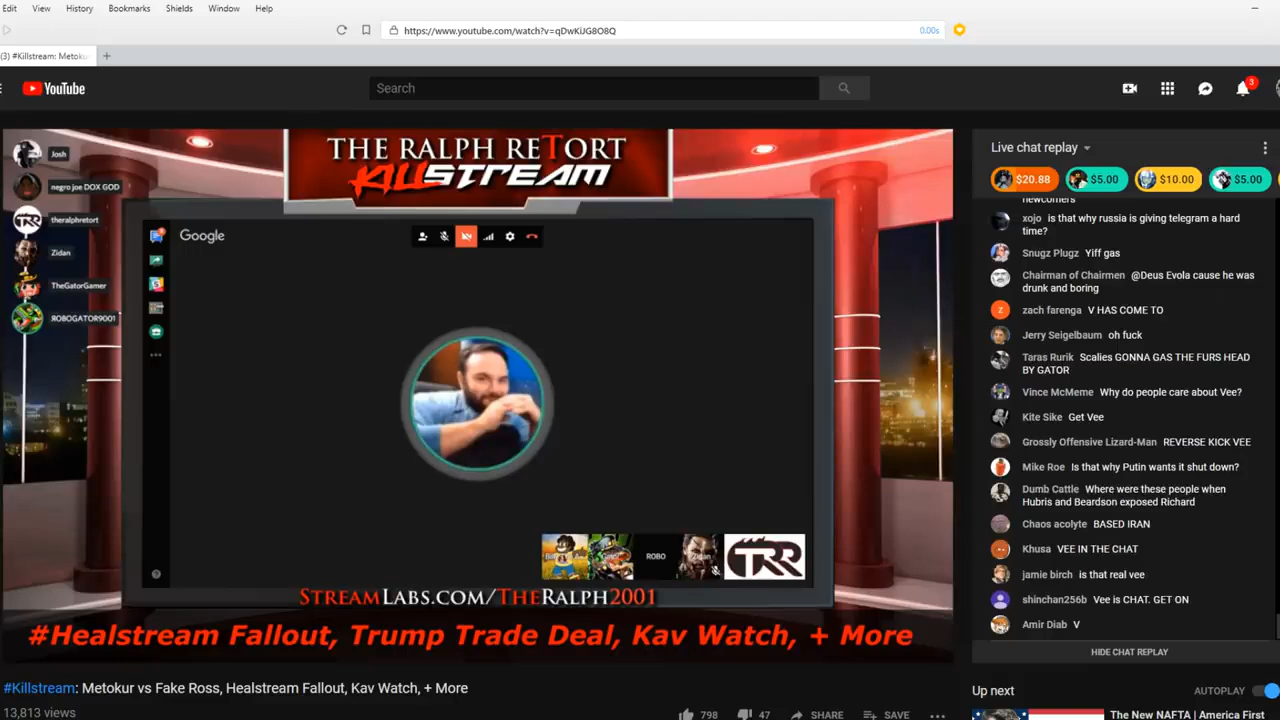 Edit View History Bookmarks Shields Window Help
https://www.youtube.com/watch?v=qDwKiJG8O8Q 0.00s
(3) #Killstream: Metoku
YouTube
Search
3
THE RALPH RETORT
KILLSTREAM
Josh
negro joe DOX GOD
theralphretort
Zidan
TheGatorGamer
ROBOGATOR9001
Google
ROBO
Zidan
TRR
STREAMLABS.COM/THERALPH2001
#Healstream Fallout, Trump Trade Deal, Kav Watch, + More
#Killstream: Metokur vs Fake Ross, Healstream Fallout, Kav Watch, + More
13,813 views
798 47 SHARE SAVE
Live chat replay
$20.88 $5.00 $10.00 $5.00
newcomers
xojo is that why russia is giving telegram a hard
time?
Snugz Plugz Yiff gas
Chairman of Chairmen @Deus Evola cause he was
drunk and boring
zach farenga V HAS COME TO
Jerry Seigelbaum oh fuck
Taras Rurik Scalies GONNA GAS THE FURS HEAD
BY GATOR
Vince McMeme Why do people care about Vee?
Kite Sike Get Vee
Grossly Offensive Lizard-Man REVERSE KICK VEE
Mike Roe Is that why Putin wants it shut down?
Dumb Cattle Where were these people when
Hubris and Beardson exposed Richard
Chaos acolyte BASED IRAN
Khusa VEE IN THE CHAT
jamie birch is that real vee
shinchan256b Vee is CHAT. GET ON
Amir Diab V
HIDE CHAT REPLAY
Up next AUTOPLAY
The New NAFTA | America First